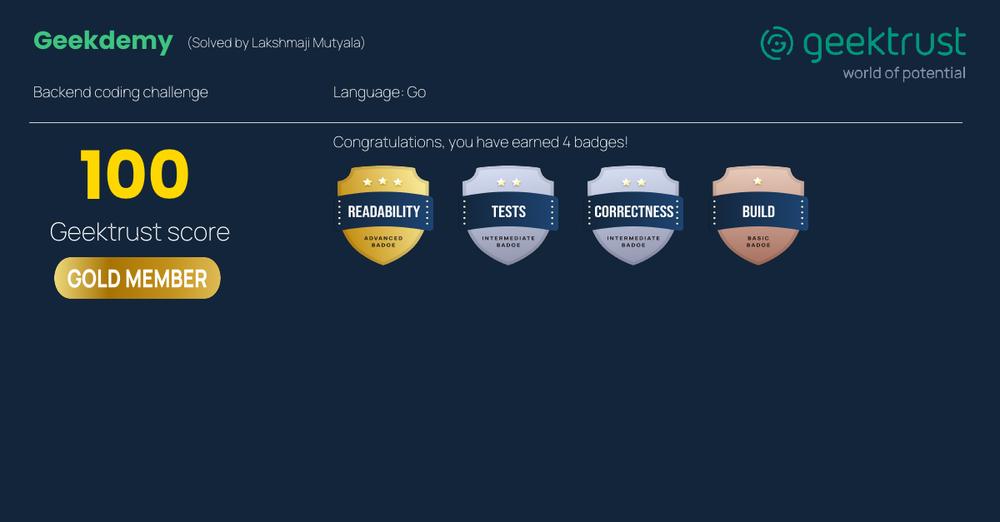 Geekdemy (Solved by Lakshmaji Mutyala)
geektrust
world of potential
Backend coding challenge
Language: Go
100
Geektrust score
GOLD MEMBER
Congratulations, you have earned 4 badges!
READABILITY
ADVANCED
BADGE
TESTS
INTERMEDIATE
BADGE
CORRECTNESS
INTERMEDIATE
BADGE
BUILD
BASIC
BADGE